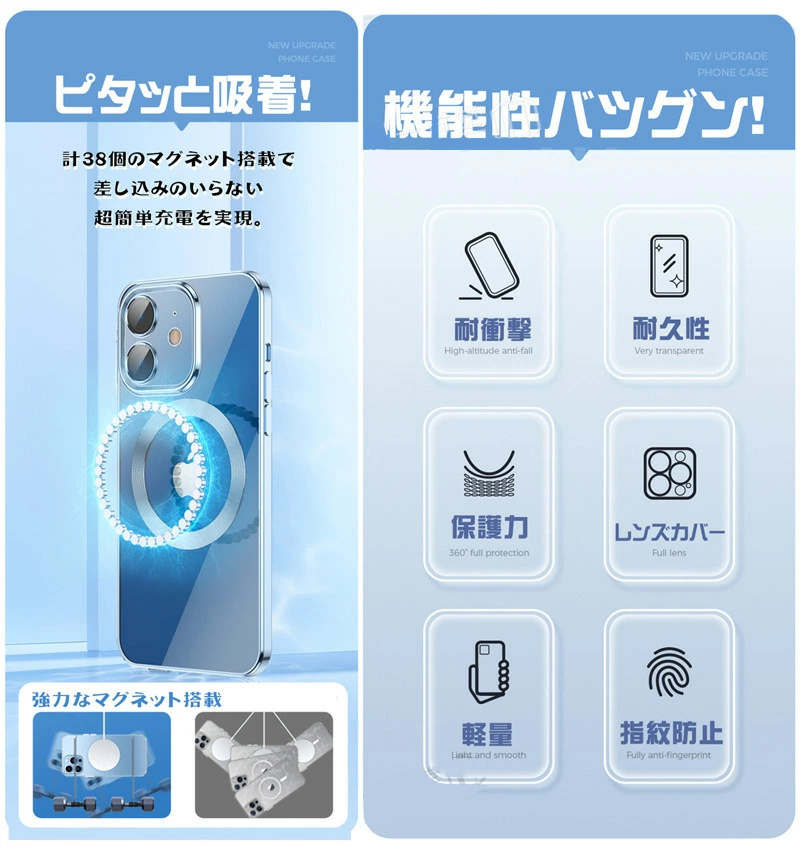 NEW UPGRADE
PHONE CASE
ピタッと吸着!
計38個のマグネット搭載で
差し込みのいらない
超簡単充電を実現。
強力なマグネット搭載
NEW UPGRADE
PHONE CASE
機能性バツグン!
耐衝撃
High-altitude anti-fall
耐久性
Very transparent
保護力
360° full protection
レンズカバー
Full lens
軽量
Light and smooth
指紋防止
Fully anti-fingerprint